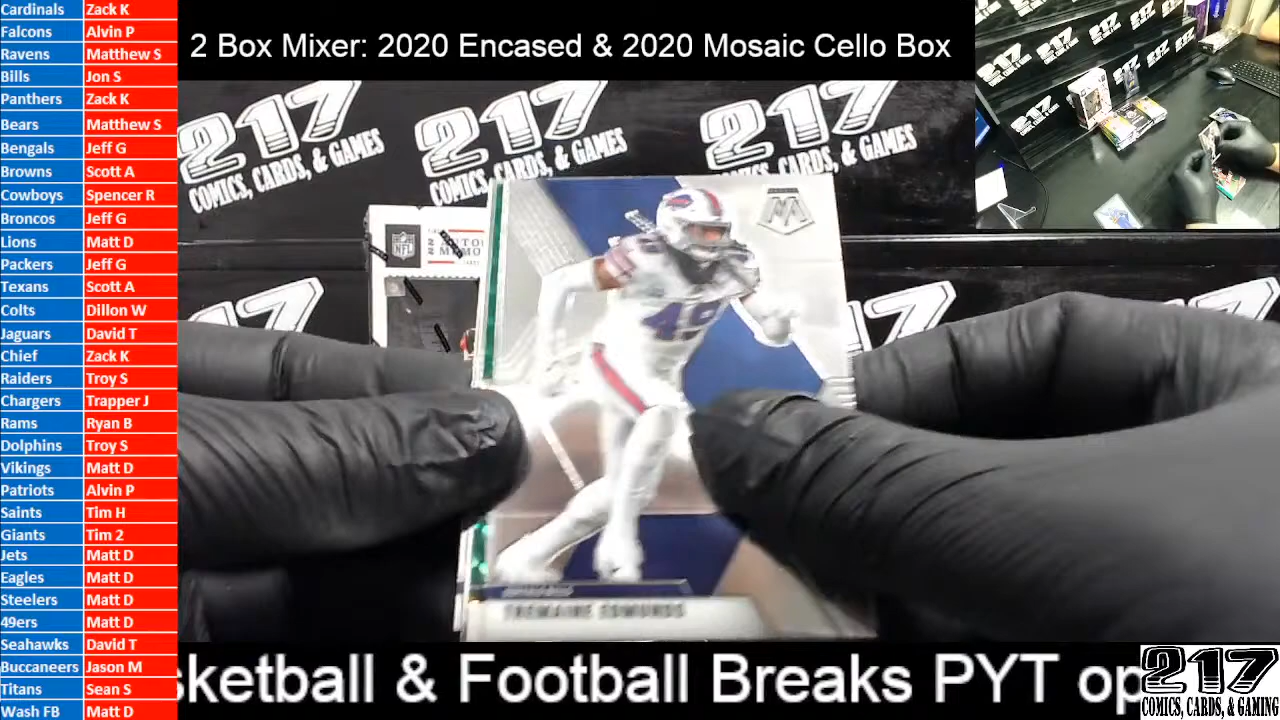 Cardinals Zack K
Falcons Alvin P
Ravens Matthew S
Bills Jon S
Panthers Zack K
Bears Matthew S
Bengals Jeff G
Browns Scott A
Cowboys Spencer R
Broncos Jeff G
Lions Matt D
Packers Jeff G
Texans Scott A
Colts Dillon W
Jaguars David T
Chief Zack K
Raiders Troy S
Chargers Trapper J
Rams Ryan B
Dolphins Troy S
Vikings Matt D
Patriots Alvin P
Saints Tim H
Giants Tim 2
Jets Matt D
Eagles Matt D
Steelers Matt D
49ers Matt D
Seahawks David T
Buccaneers Jason M
Titans Sean S
Wash FB Matt D
2 Box Mixer: 2020 Encased & 2020 Mosaic Cello Box
217
COMICS, CARDS, & GAMES
217
COMICS, CARDS, & GAMES
217
COMICS, CARDS, & GAMES
NFL
49
TREMAINE EDMUNDS
sketball & Football Breaks PYT op
217
COMICS, CARDS, & GAMING